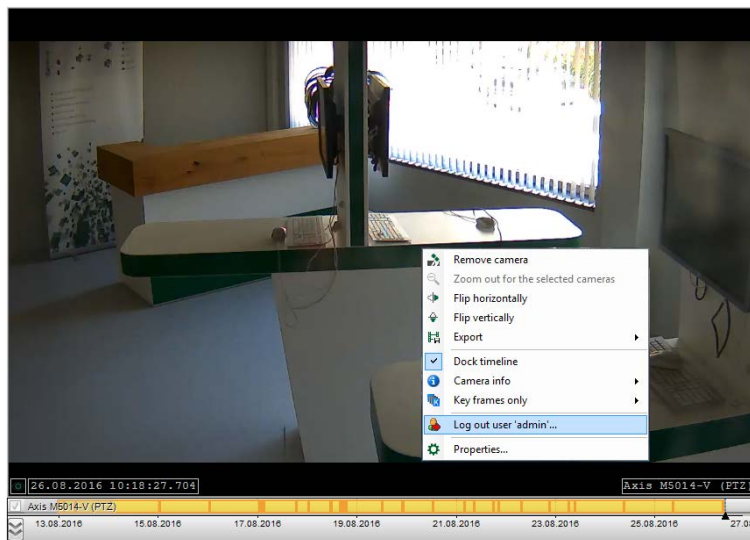 Remove camera
Zoom out for the selected cameras
Flip horizontally
Flip vertically
Export
Dock timeline
Camera info
Key frames only
Log out user 'admin'...
Properties...
26.08.2016 10:18:27.704
Axis M5014-V (PTZ)
Axis M5014-V (PTZ)
13.08.2016 15.08.2016 17.08.2016 19.08.2016 21.08.2016 23.08.2016 25.08.2016 27.08